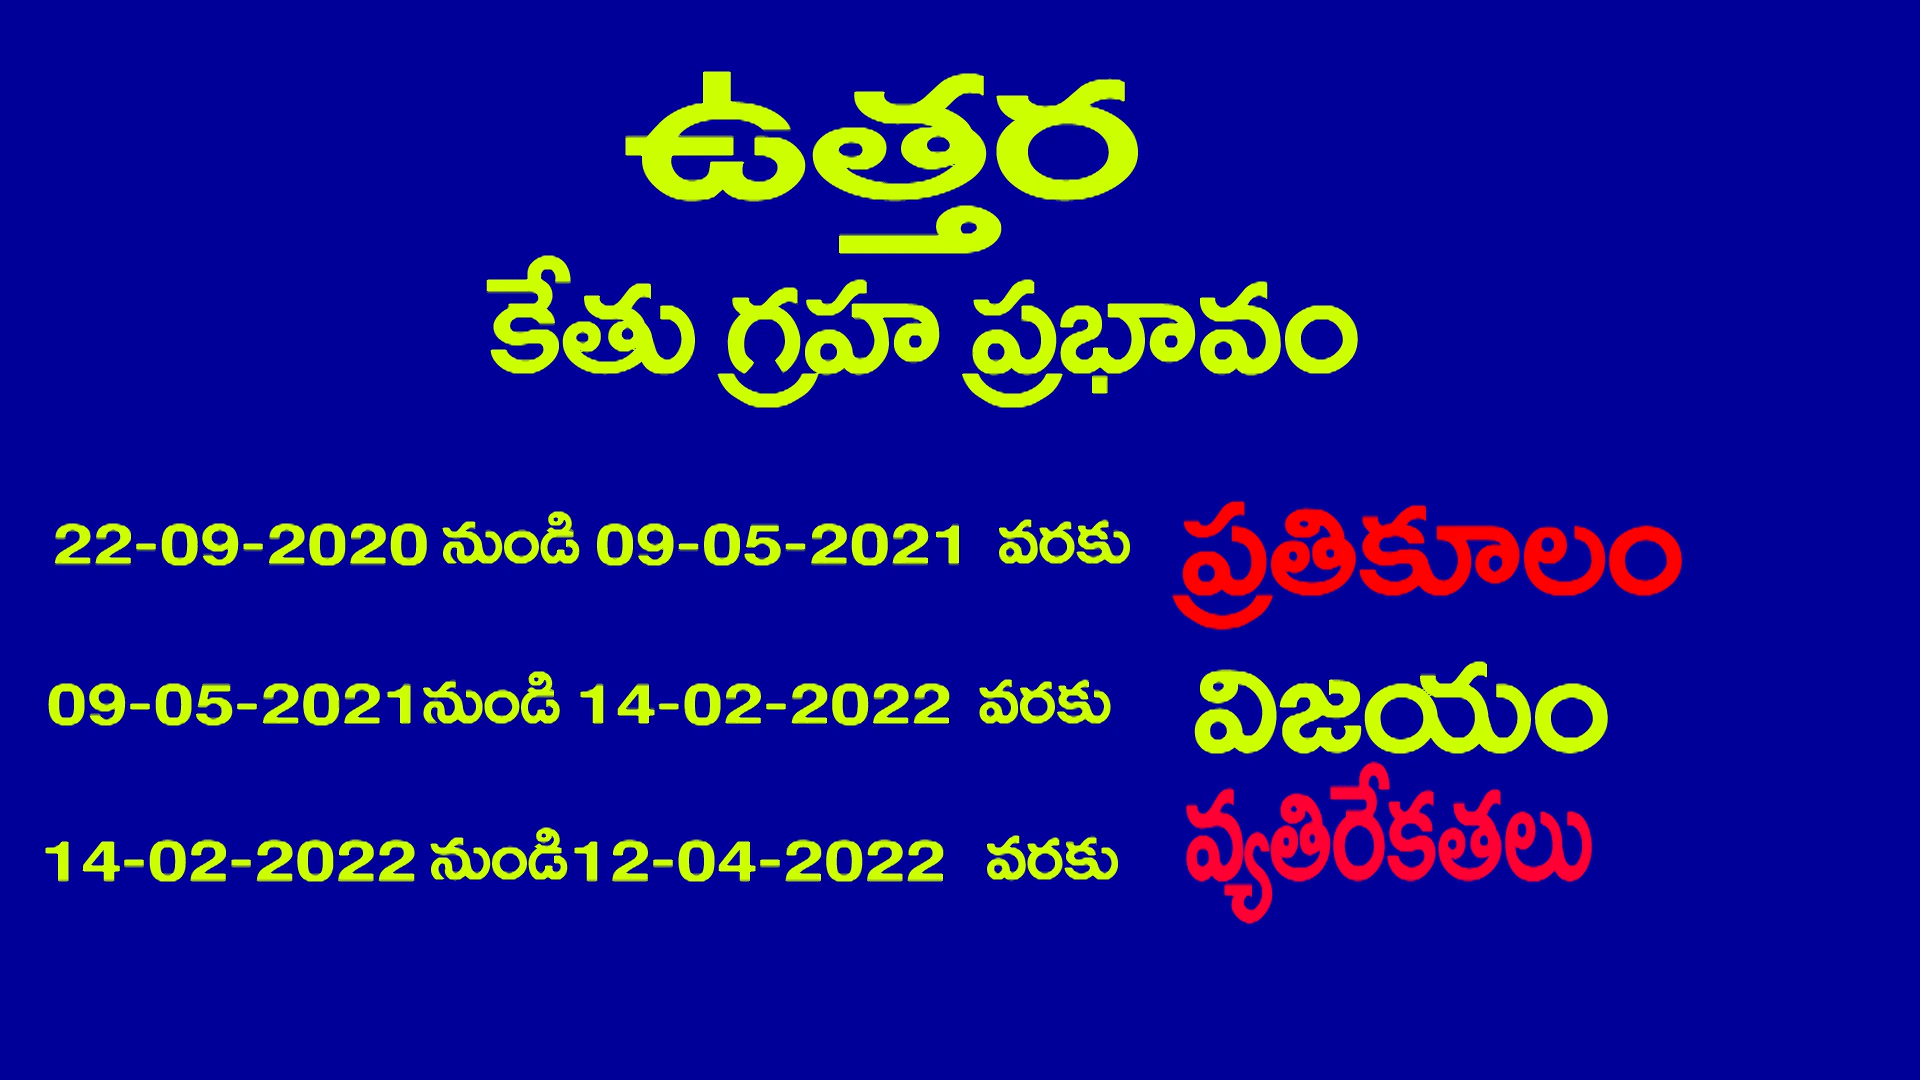 ఉత్తర
కేతు గ్రహ ప్రభావం
22-09-2020 నుండి 09-05-2021 వరకు ప్రతికూలం
09-05-2021నుండి 14-02-2022 వరకు విజయం
14-02-2022 నుండి12-04-2022 వరకు వ్యతిరేకతలు